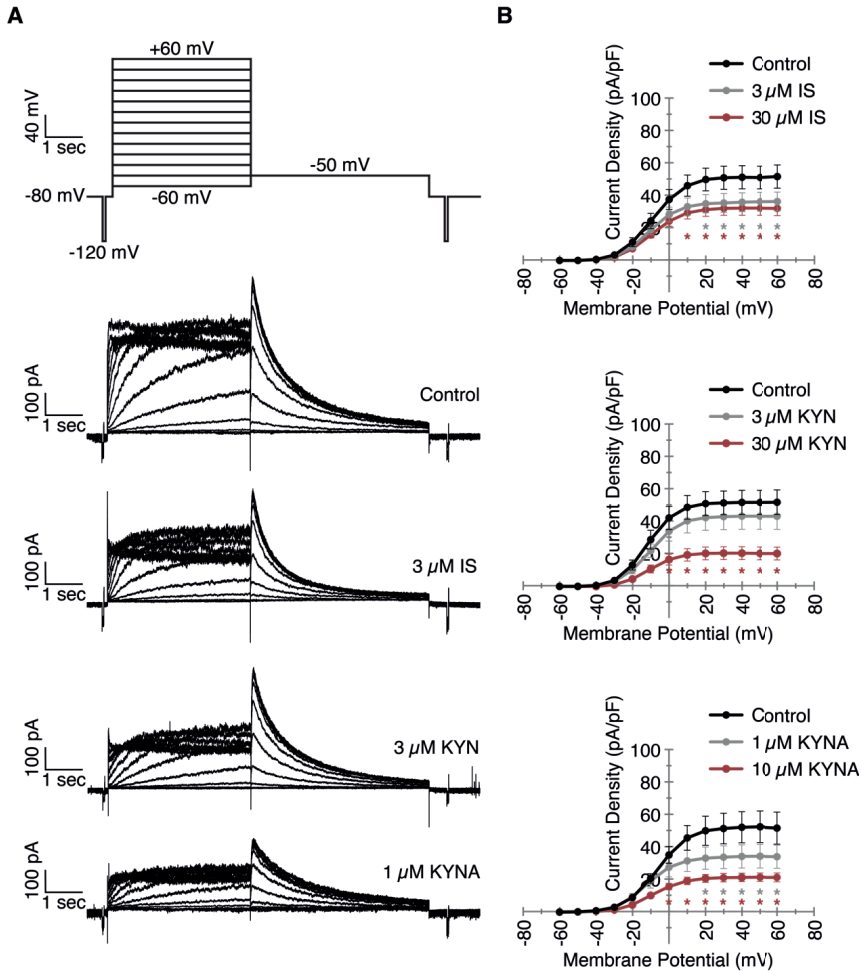 A
+60 mV
40 mV
1 sec
-50 mV
-80 mV
-60 mV
-120 mV
100 pA
1 sec
Control
100 pA
1 sec
3 µM IS
100 pA
1 sec
3 µM KYN
100 pA
1 sec
1 µM KYNA
B
Control
3 µM IS
30 µM IS
Current Density (pA/pF)
100
80
60
40
20
-80 -60 -40 -20 20 40 60 80
* * * * *
* * * * * *
Membrane Potential (mV)
Control
3 µM KYN
30 µM KYN
Current Density (pA/pF)
100
80
60
40
20
-80 -60 -40 -20 20 40 60 80
* * * * * * *
Membrane Potential (mV)
Control
1 µM KYNA
10 µM KYNA
Current Density (pA/pF)
100
80
60
40
20
-80 -60 -40 -20 20 40 60 80
* * * * *
* * * * * * *
Membrane Potential (mV)